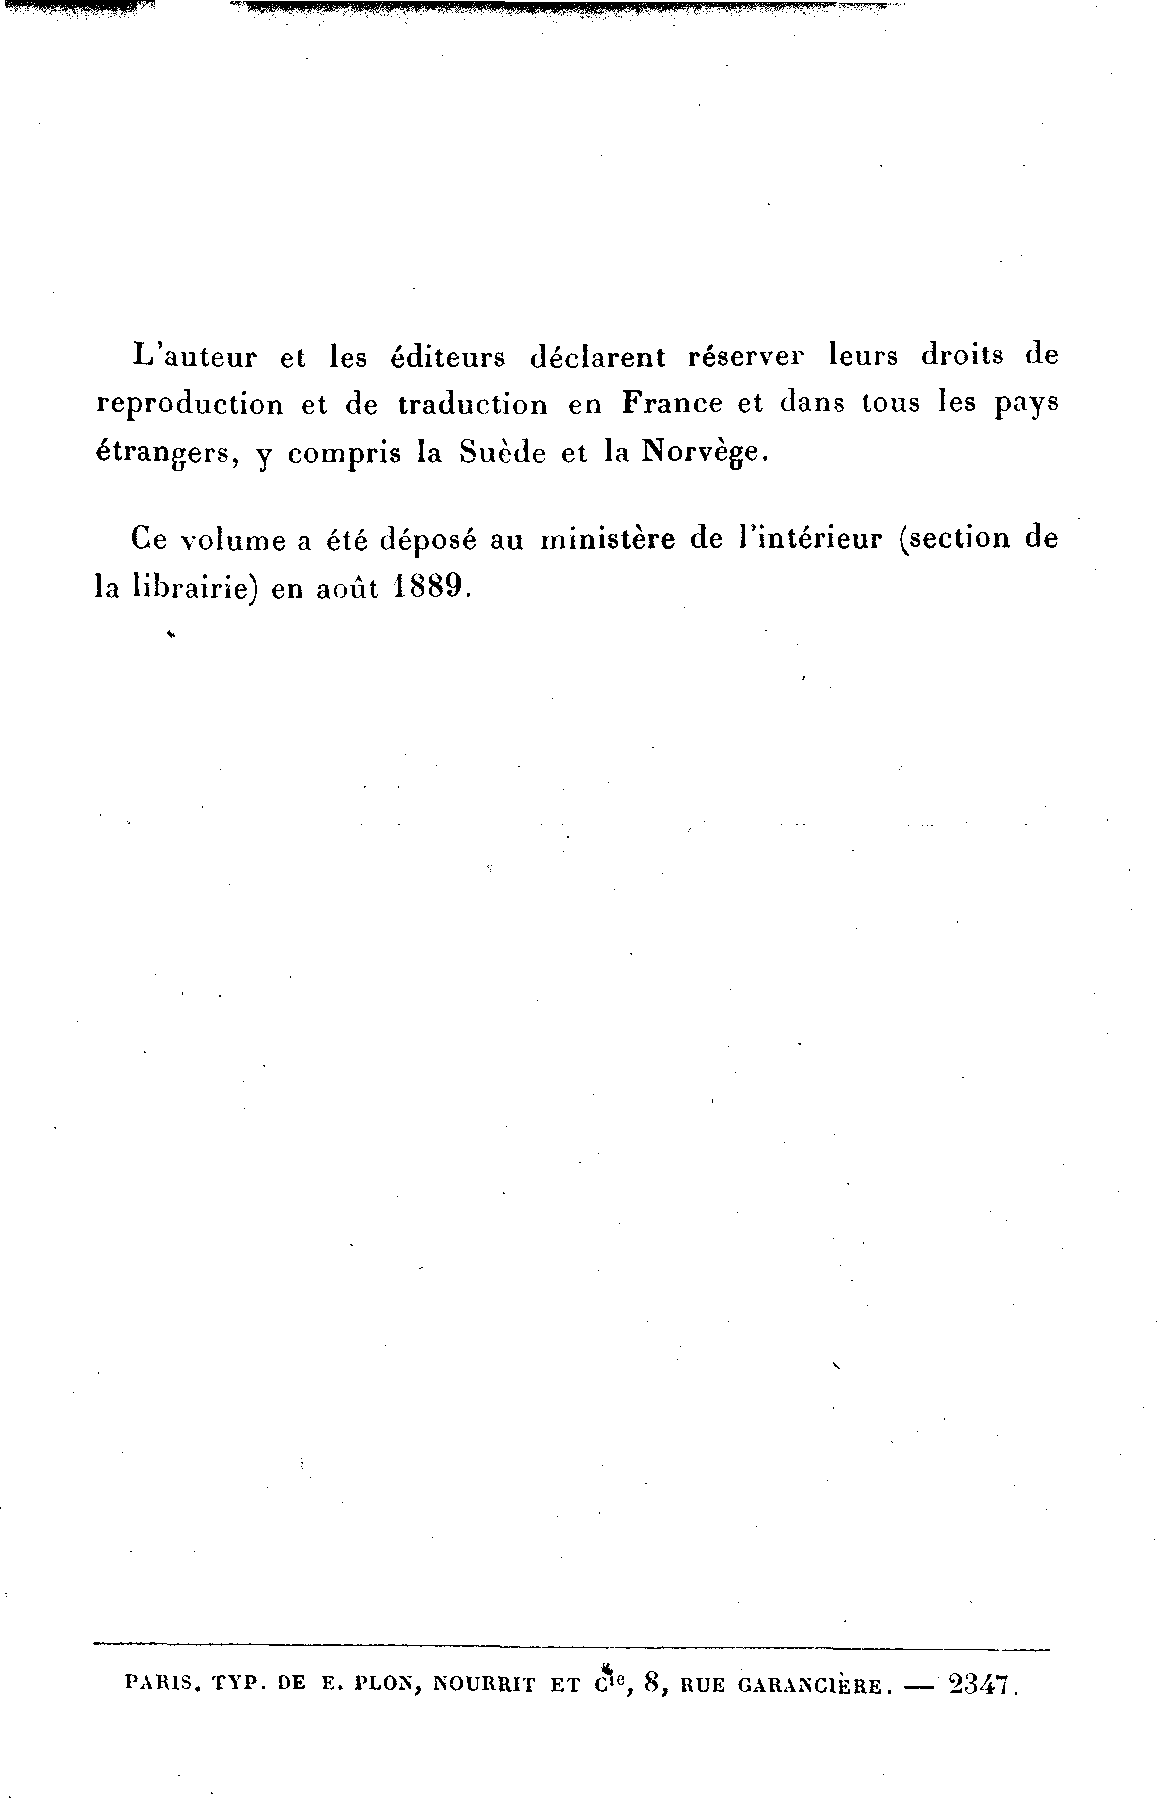 L'auteur et les éditeurs déclarent réserver leurs droits de
reproduction et de traduction en France et dans tous les pays
étrangers, y compris la Suède et la Norvège.
Ce volume a été déposé au ministère de l'intérieur (section de
la librairie) en août 1889.
PARIS. TYP. DE E. PLON, NOURRIT ET Cie, 8, RUE GARANCIÈRE. — 2347.